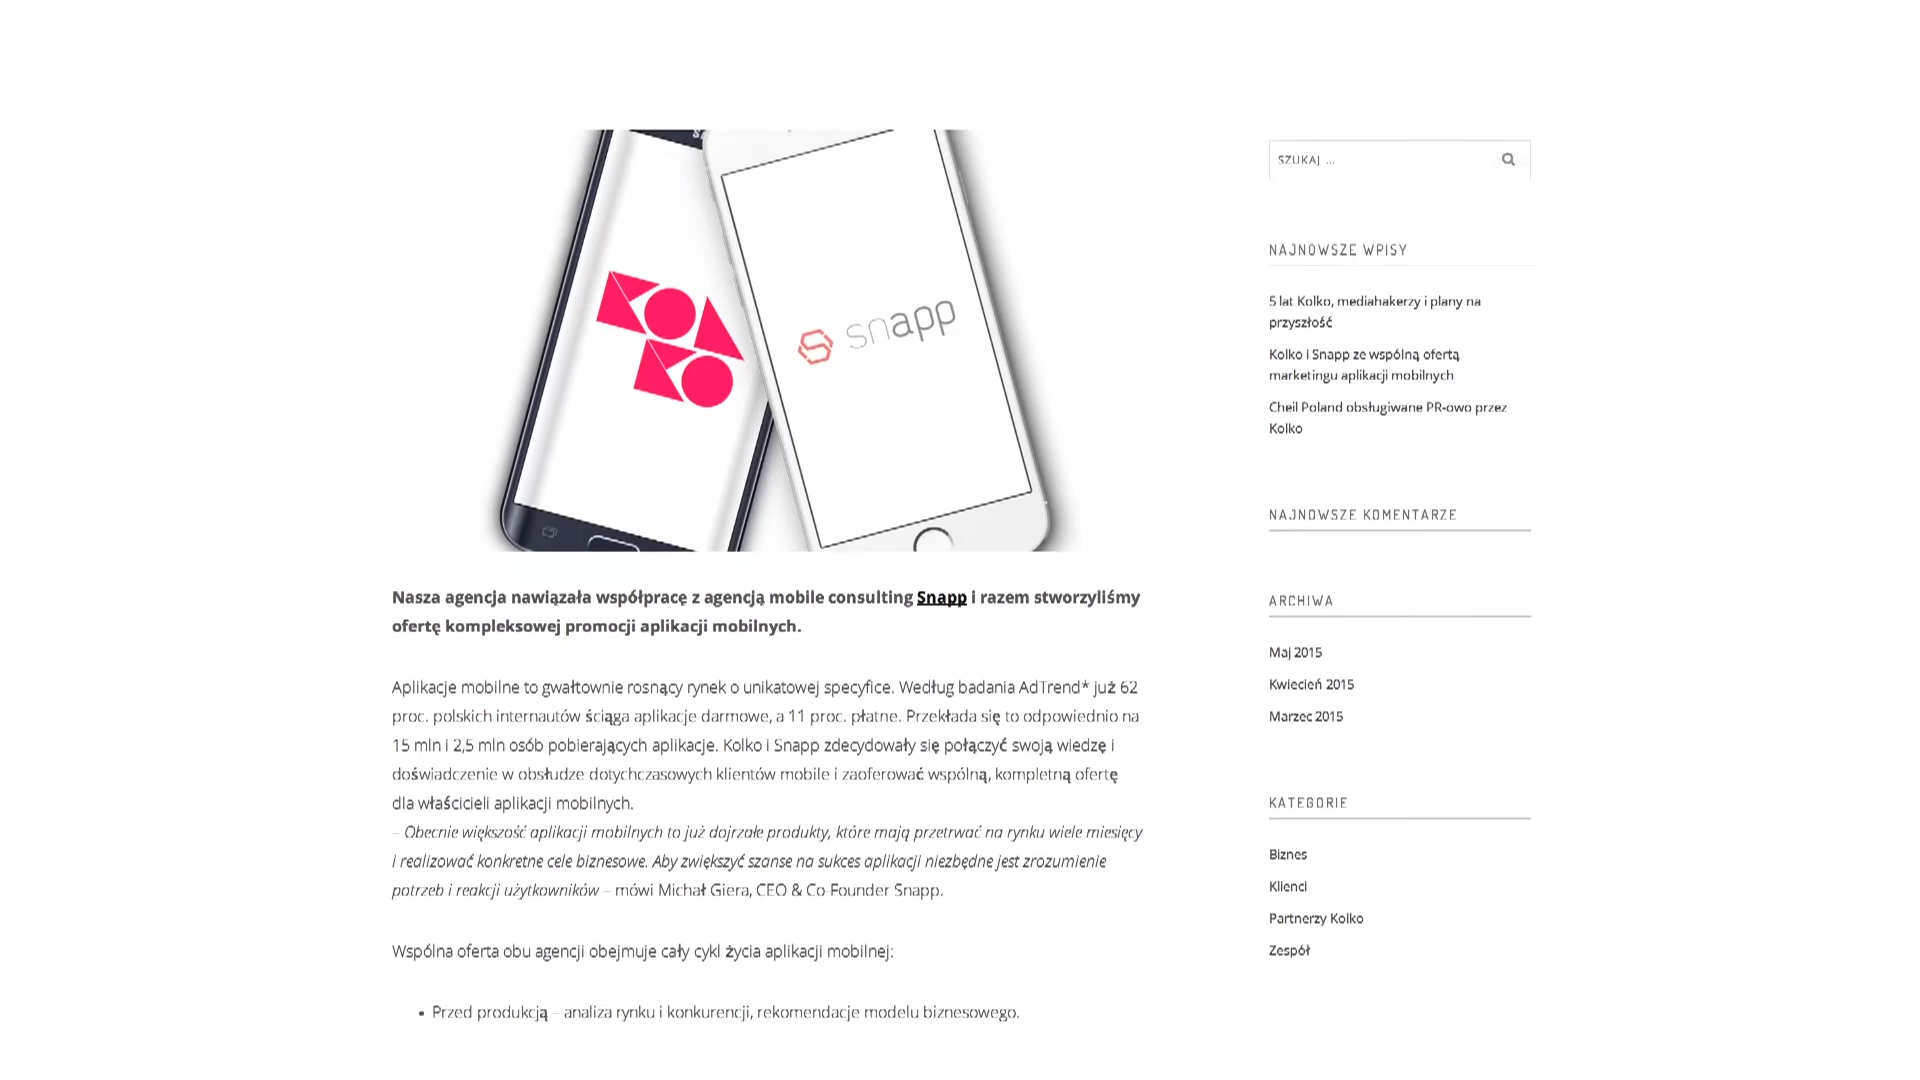 KOLKO
snapp
Nasza agencja nawiązała współpracę z agencją mobile consulting Snapp i razem stworzyliśmy
ofertę kompleksowej promocji aplikacji mobilnych.
Aplikacje mobilne to gwałtownie rosnący rynek o unikatowej specyfice. Według badania AdTrend* już 62
proc. polskich internautów ściąga aplikacje darmowe, a 11 proc. płatne. Przekłada się to odpowiednio na
15 mln i 2,5 mln osób pobierających aplikacje. Kolko i Snapp zdecydowały się połączyć swoją wiedzę i
doświadczenie w obsłudze dotychczasowych klientów mobile i zaoferować wspólną, kompletną ofertę
dla właścicieli aplikacji mobilnych.
– Obecnie większość aplikacji mobilnych to już dojrzałe produkty, które mają przetrwać na rynku wiele miesięcy
i realizować konkretne cele biznesowe. Aby zwiększyć szanse na sukces aplikacji niezbędne jest zrozumienie
potrzeb i reakcji użytkowników – mówi Michał Giera, CEO & Co-Founder Snapp.
Wspólna oferta obu agencji obejmuje cały cykl życia aplikacji mobilnej:
• Przed produkcją – analiza rynku i konkurencji, rekomendacje modelu biznesowego.
SZUKAJ ...
NAJNOWSZE WPISY
5 lat Kolko, mediahakerzy i plany na
przyszłość
Kolko i Snapp ze wspólną ofertą
marketingu aplikacji mobilnych
Cheil Poland obsługiwane PR-owo przez
Kolko
NAJNOWSZE KOMENTARZE
ARCHIWA
Maj 2015
Kwiecień 2015
Marzec 2015
KATEGORIE
Biznes
Klienci
Partnerzy Kolko
Zespół